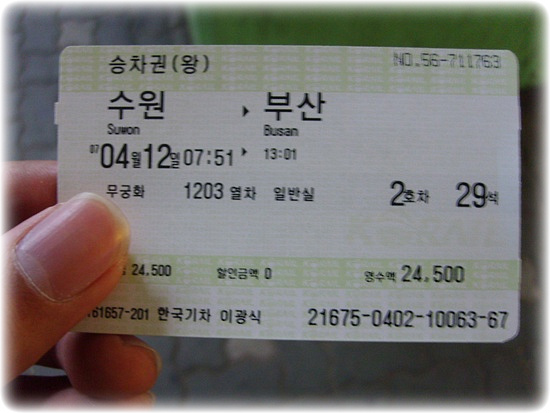 승차권(왕)
NO.56-711763
수원 ▸ 부산
Suwon Busan
07 04월12일 07:51 ▸ 13:01
무궁화 1203 열차 일반실 2호차 29석
24,500 할인금액 0 영수액 24,500
61657-201 한국기차 이광식 21675-0402-10063-67